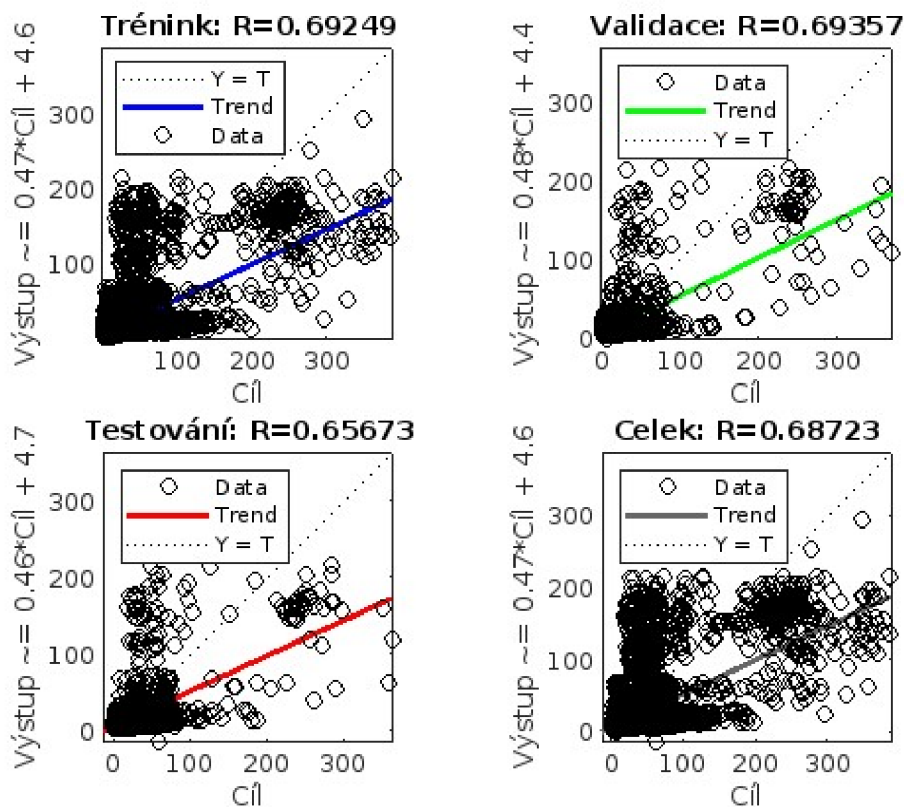 Trénink: R=0.69249
Výstup ~= 0.47*Cíl + 4.6
Y = T
Trend
Data
300
200
100
100
200
300
Cíl
Validace: R=0.69357
Výstup ~= 0.48*Cíl + 4.4
Data
Trend
Y = T
300
200
100
0
0
100
200
300
Cíl
Testování: R=0.65673
Výstup ~= 0.46*Cíl + 4.7
Data
Trend
Y = T
300
200
100
0
0
100
200
300
Cíl
Celek: R=0.68723
Výstup ~= 0.47*Cíl + 4.6
Data
Trend
Y = T
300
200
100
0
0
100
200
300
Cíl